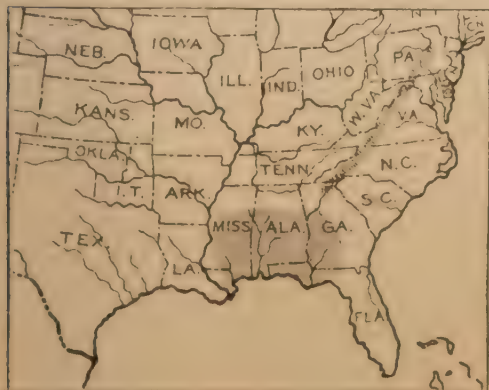 N
CN
NEB.
IOWA
ILL.
IND.
OHIO
PA
W.VA.
VA.
KANS.
MO.
KY.
OKLA.
I.T.
ARK.
TENN.
N.C.
S.C.
TEX.
LA.
MISS.
ALA.
GA.
FLA.